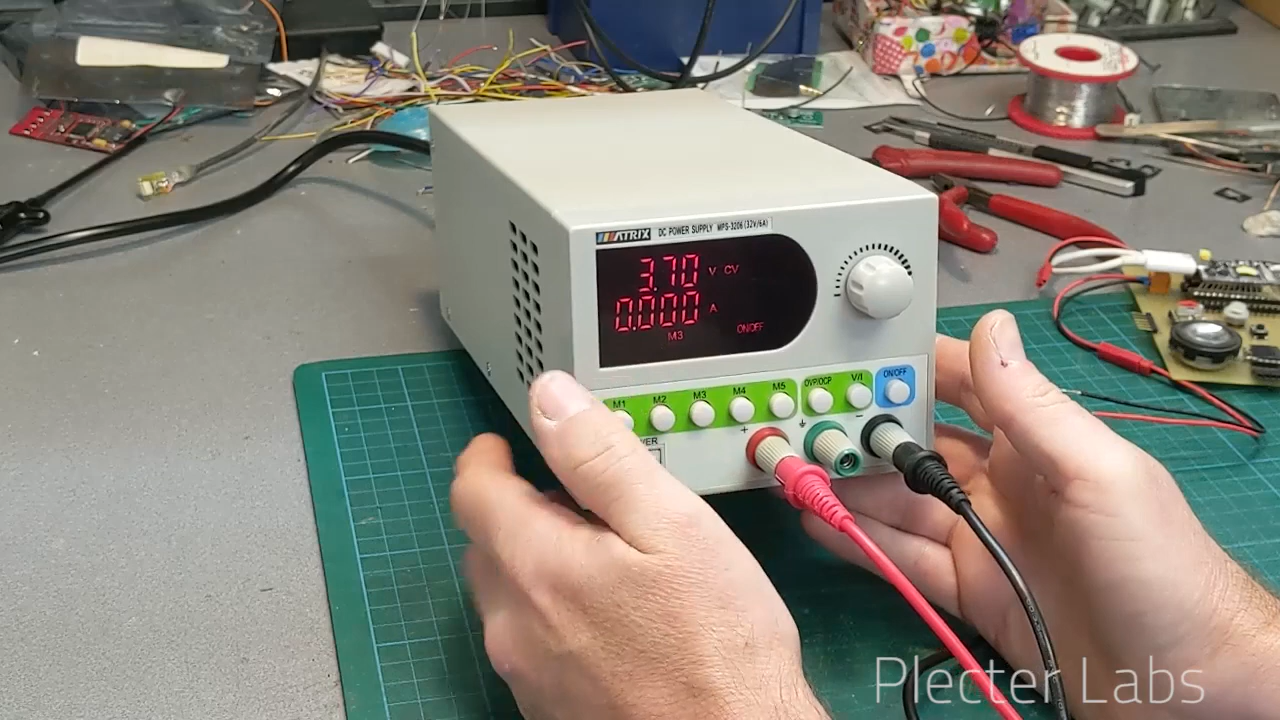 MATRIX DC POWER SUPPLY MPS-3206 (32V/6A)
3.70 V CV
0.000 A
M3 ON/OFF
M1 M2 M3 M4 M5 OVP/OCP V/I ON/OFF
+ -
Plecter Labs